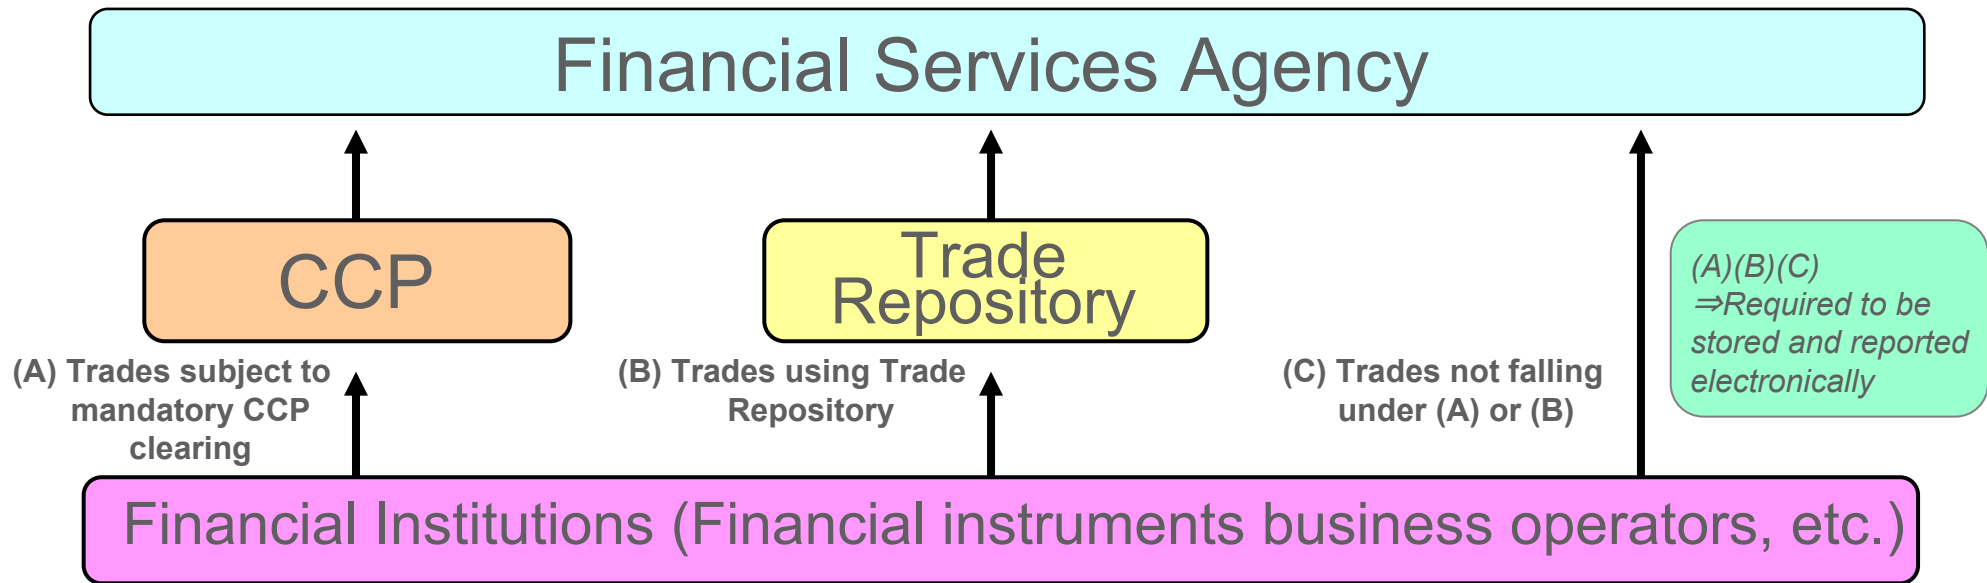 Financial Services Agency
CCP
Trade
Repository
(A) Trades subject to
mandatory CCP
clearing
(B) Trades using Trade
Repository
(C) Trades not falling
under (A) or (B)
(A)(B)(C)
⇒Required to be
stored and reported
electronically
Financial Institutions (Financial instruments business operators, etc.)